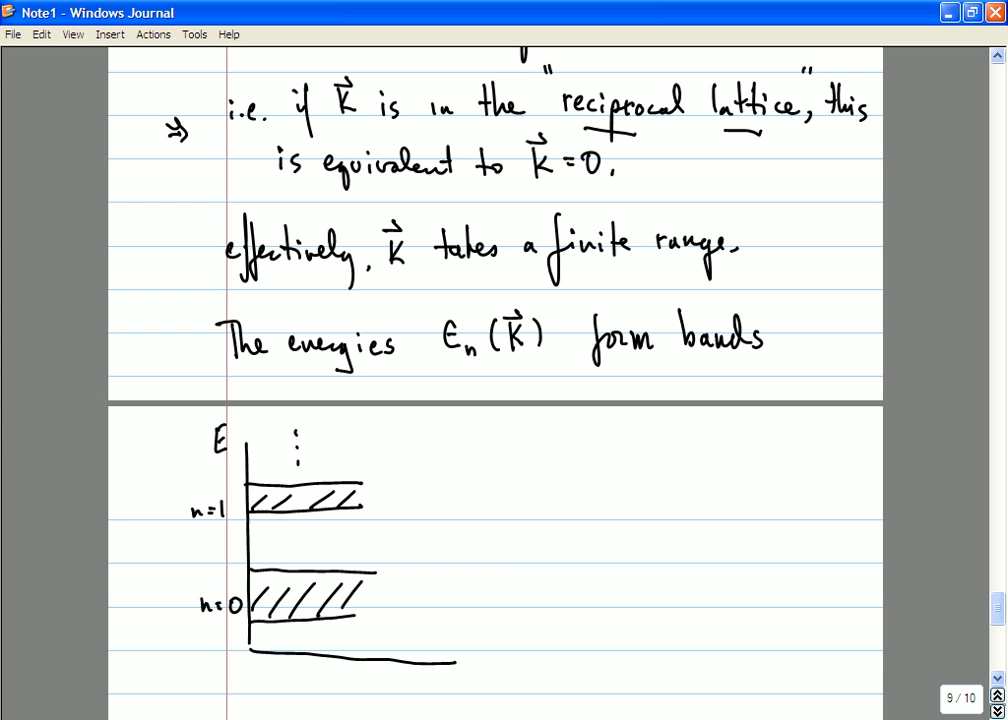 Note1 - Windows Journal
File Edit View Insert Actions Tools Help
⇒ i.e. if k⃗ is in the "reciprocal lattice", this
is equivalent to k⃗ = 0.
effectively, k⃗ takes a finite range.
The energies Eₙ(k⃗) form bands
E
n=1
n=0
9 / 10